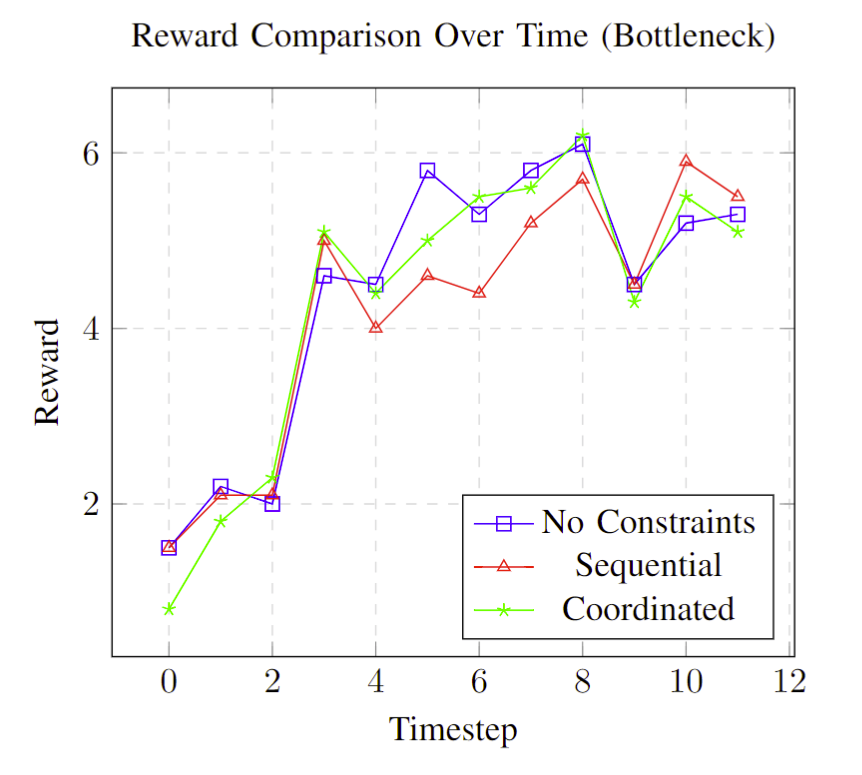 Reward Comparison Over Time (Bottleneck)
6
4
2
Reward
No Constraints
Sequential
Coordinated
0 2 4 6 8 10 12
Timestep